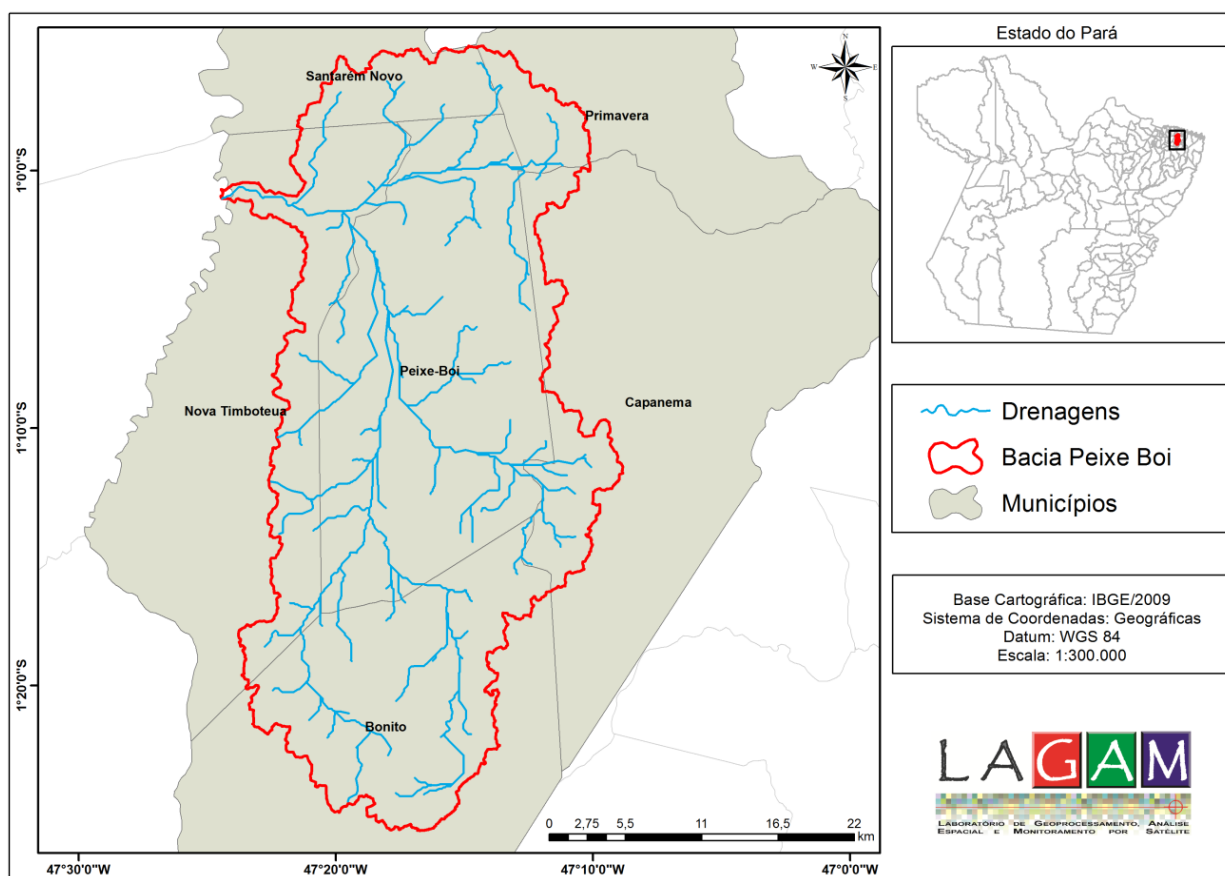 Santarém Novo
Primavera
Peixe-Boi
Nova Timboteua
Capanema
Bonito
N
W
E
S
1°0'0"S
1°10'0"S
1°20'0"S
47°30'0"W
47°20'0"W
47°10'0"W
47°0'0"W
0 2,75 5,5 11 16,5 22
km
Estado do Pará
Drenagens
Bacia Peixe Boi
Municípios
Base Cartográfica: IBGE/2009
Sistema de Coordenadas: Geográficas
Datum: WGS 84
Escala: 1:300.000
LAGAM
LABORATÓRIO DE GEOPROCESSAMENTO, ANÁLISE
ESPACIAL E MONITORAMENTO POR SATÉLITE